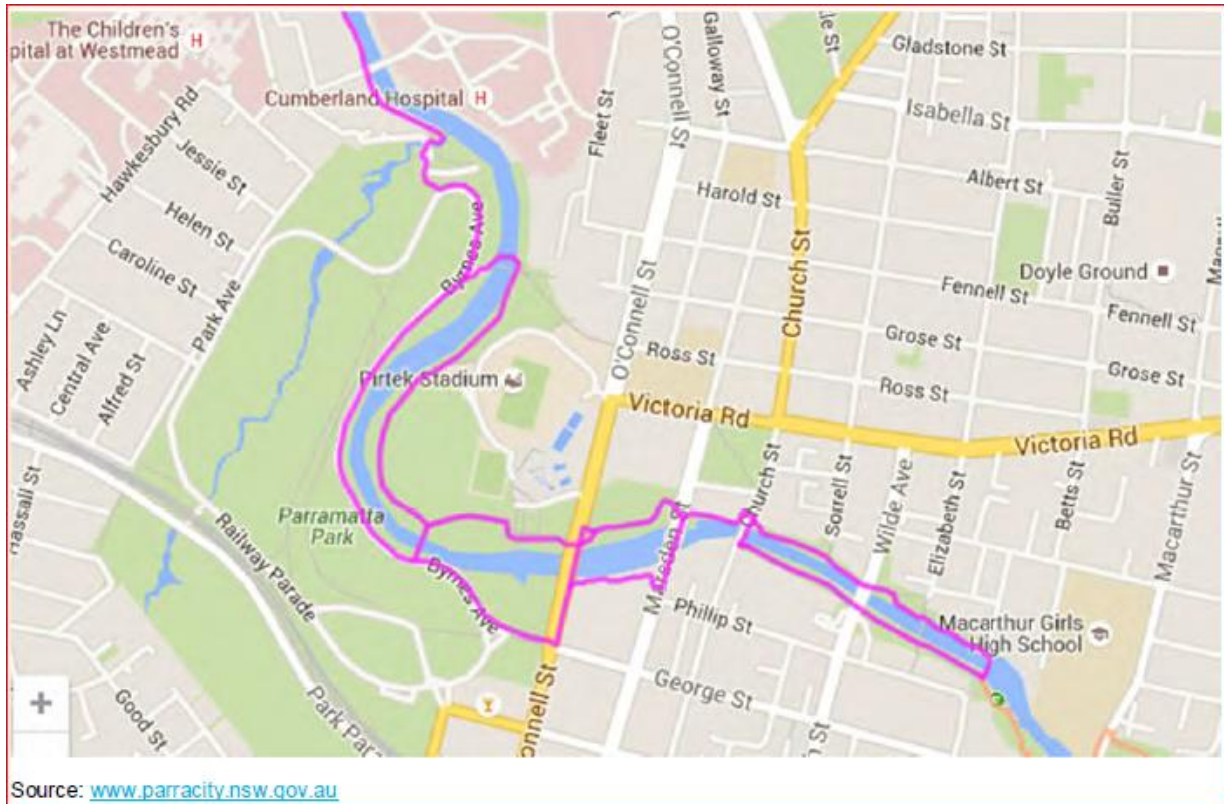 The Children's
pital at Westmead H
Cumberland Hospital H
Hawkesbury Rd
Jessie St
Helen St
Caroline St
Park Ave
Ashley Ln
Central Ave
Alfred St
Hassall St
Railway Parade
Parramatta
Park
Good St
Park Para
Byrnes Ave
Byrnes Ave
Pirtek Stadium
Fleet St
O'Connell St
Galloway St
Gladstone St
Isabella St
Albert St
Buller St
Harold St
Church St
O'Connell St
Doyle Ground
Fennell St
Fennell St
Grose St
Grose St
Ross St
Ross St
Victoria Rd
Victoria Rd
Church St
Sorrell St
Wilde Ave
Elizabeth St
Betts St
Macarthur St
Marsden St
Phillip St
George St
Macarthur Girls
High School
onnell St
+
Source: www.parracity.nsw.gov.au